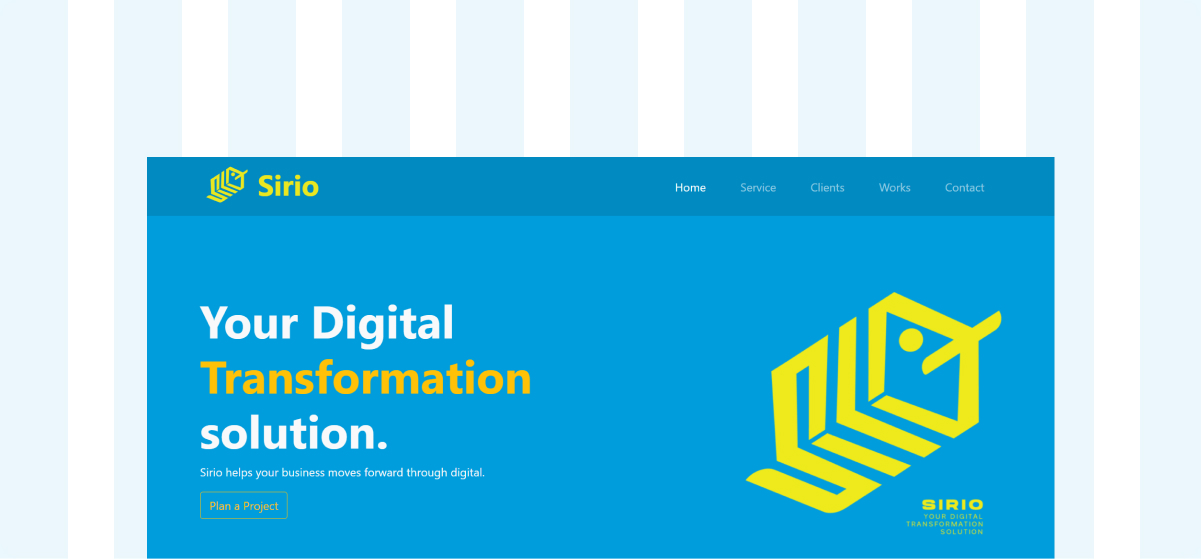 Sirio
Home Service Clients Works Contact
Your Digital
Transformation
solution.
Sirio helps your business moves forward through digital.
Plan a Project
SIRIO
YOUR DIGITAL
TRANSFORMATION
SOLUTION